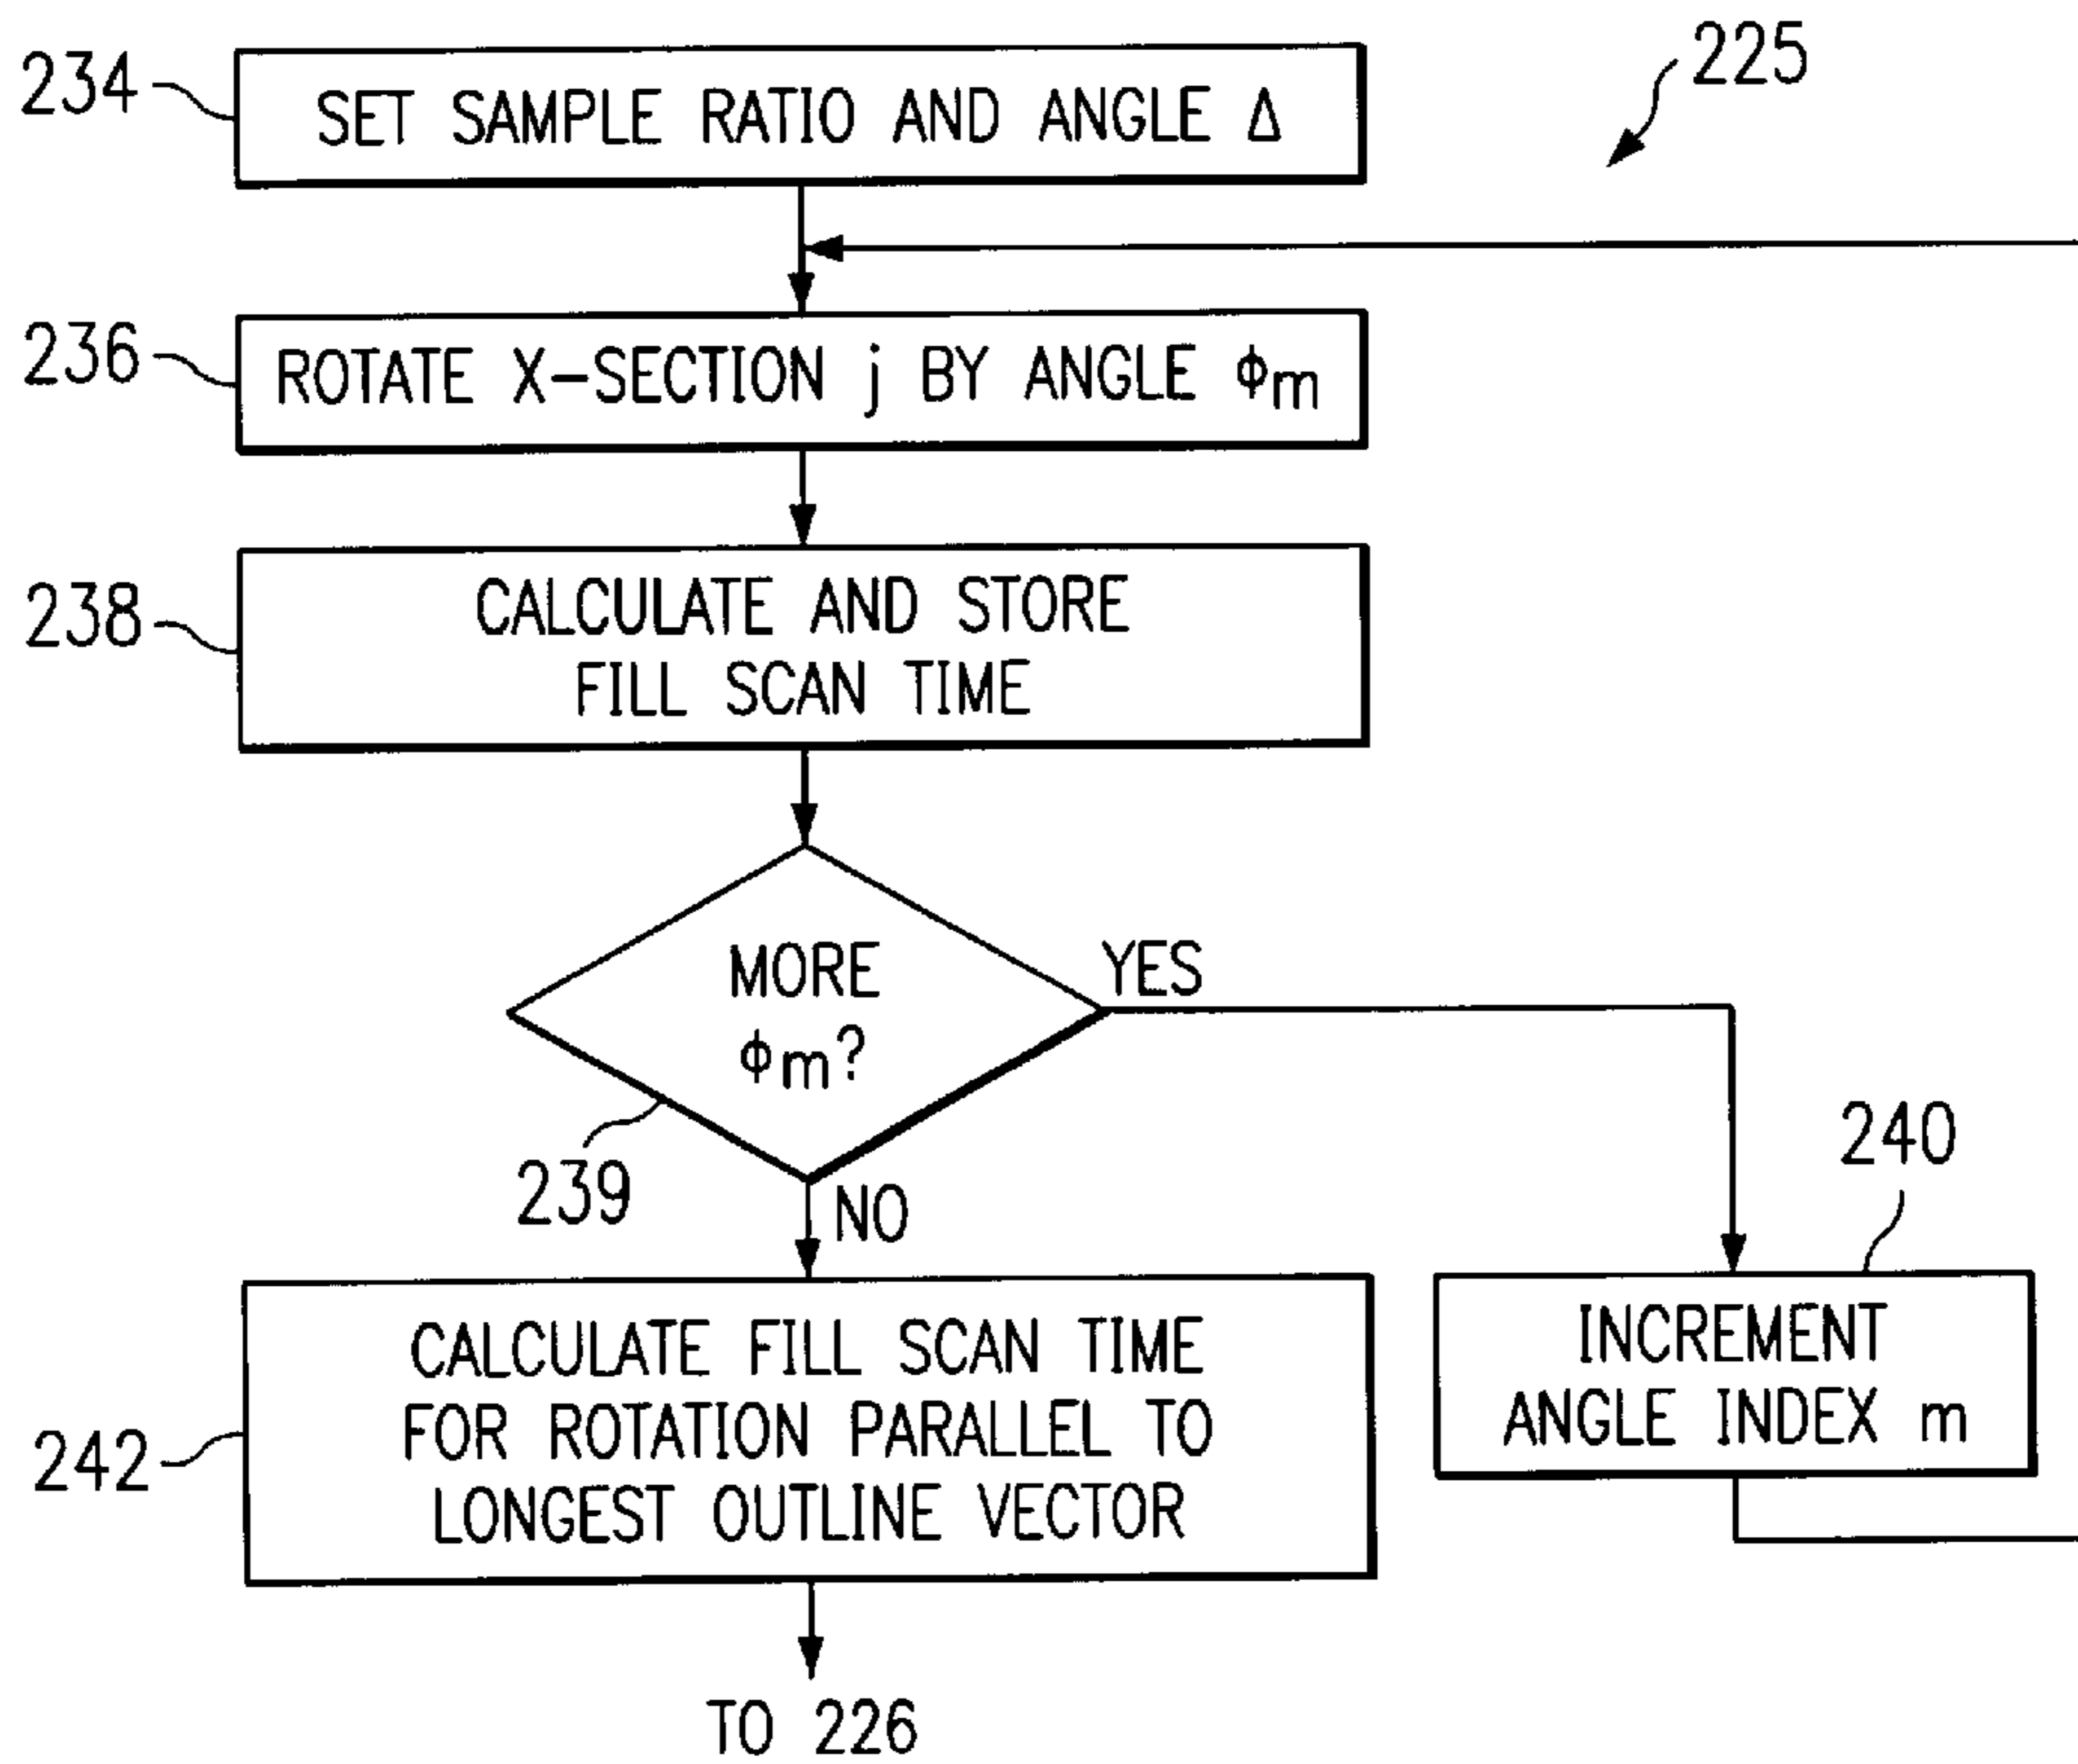 225
234
SET SAMPLE RATIO AND ANGLE Δ
236
ROTATE X-SECTION j BY ANGLE ϕm
238
CALCULATE AND STORE
FILL SCAN TIME
MORE
ϕm?
YES
239
NO
240
INCREMENT
ANGLE INDEX m
242
CALCULATE FILL SCAN TIME
FOR ROTATION PARALLEL TO
LONGEST OUTLINE VECTOR
TO 226